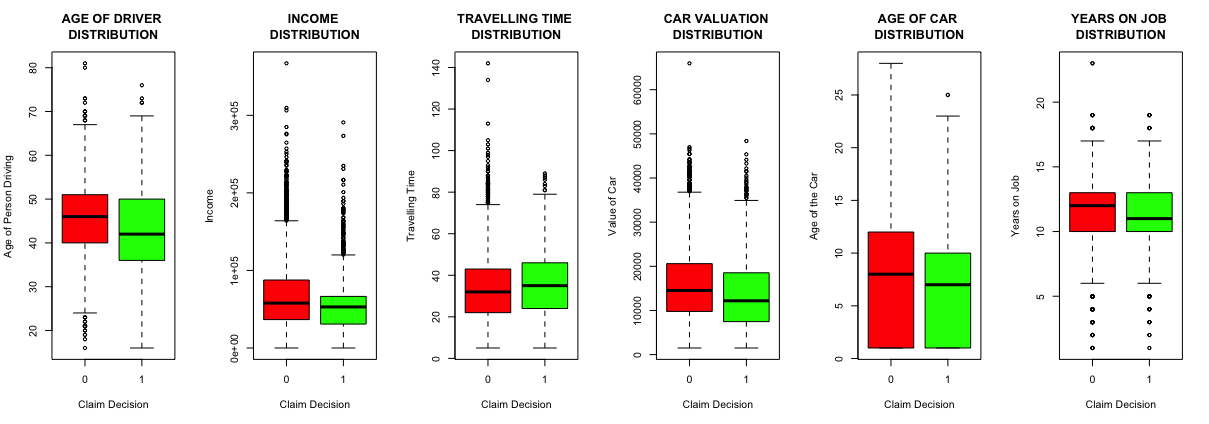 AGE OF DRIVER
DISTRIBUTION
80
70
60
50
40
30
20
Age of Person Driving
0 1
Claim Decision
INCOME
DISTRIBUTION
3e+05
2e+05
1e+05
0e+00
Income
0 1
Claim Decision
TRAVELLING TIME
DISTRIBUTION
140
120
100
80
60
40
20
0
Travelling Time
0 1
Claim Decision
CAR VALUATION
DISTRIBUTION
60000
50000
40000
30000
20000
10000
0
Value of Car
0 1
Claim Decision
AGE OF CAR
DISTRIBUTION
25
20
15
10
5
0
Age of the Car
0 1
Claim Decision
YEARS ON JOB
DISTRIBUTION
20
15
10
5
Years on Job
0 1
Claim Decision